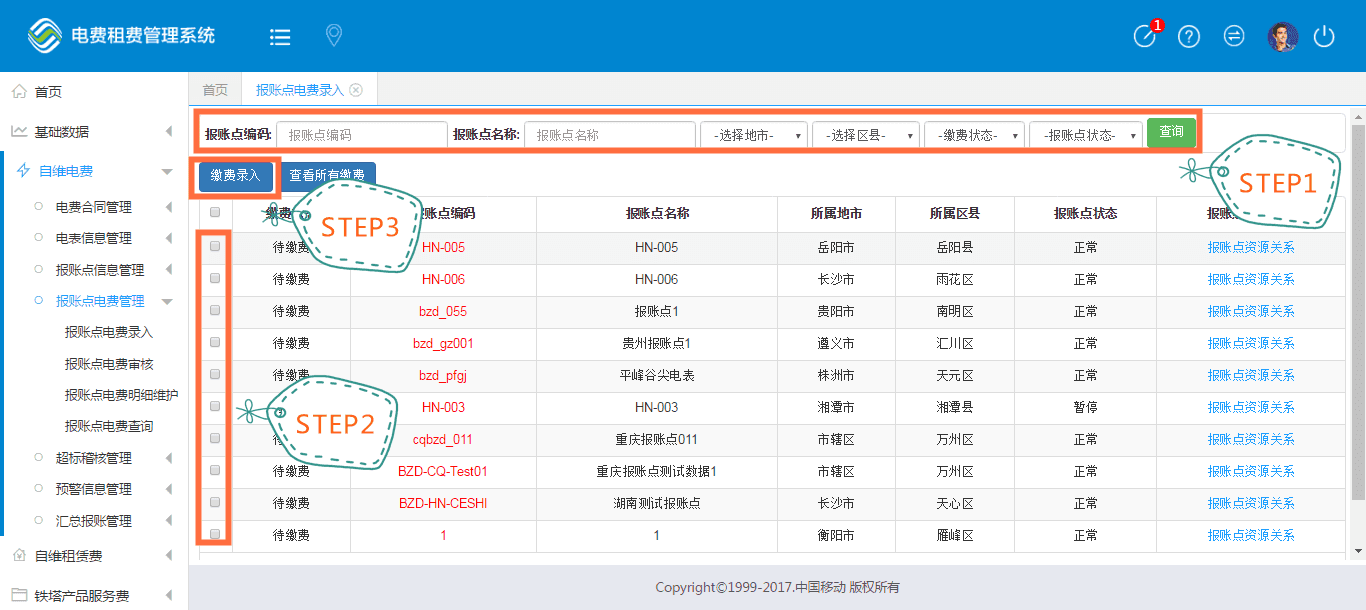 电费租费管理系统
1
首页
基础数据
自维电费
电费合同管理
电表信息管理
报账点信息管理
报账点电费管理
报账点电费录入
报账点电费审核
报账点电费明细维护
报账点电费查询
超标稽核管理
预警信息管理
汇总报账管理
自维租赁费
铁塔产品服务费
首页 报账点电费录入
报账点编码: 报账点编码 报账点名称: 报账点名称 -选择地市- -选择区县- -缴费状态- -报账点状态- 查询
STEP1
缴费录入 查看所有缴费
STEP3
缴费 账点编码 报账点名称 所属地市 所属区县 报账点状态
待缴费 HN-005 HN-005 岳阳市 岳阳县 正常 报账点资源关系
待缴费 HN-006 HN-006 长沙市 雨花区 正常 报账点资源关系
待缴费 bzd_055 报账点1 贵阳市 南明区 正常 报账点资源关系
待缴费 bzd_gz001 贵州报账点1 遵义市 汇川区 正常 报账点资源关系
待缴费 bzd_pfgj 平峰谷尖电表 株洲市 天元区 正常 报账点资源关系
HN-003 HN-003 湘潭市 湘潭县 暂停 报账点资源关系
STEP2
待 cqbzd_011 重庆报账点011 市辖区 万州区 正常 报账点资源关系
待缴费 BZD-CQ-Test01 重庆报账点测试数据1 市辖区 万州区 正常 报账点资源关系
待缴费 BZD-HN-CESHI 湖南测试报账点 长沙市 天心区 正常 报账点资源关系
待缴费 1 1 衡阳市 雁峰区 正常 报账点资源关系
Copyright©1999-2017.中国移动 版权所有